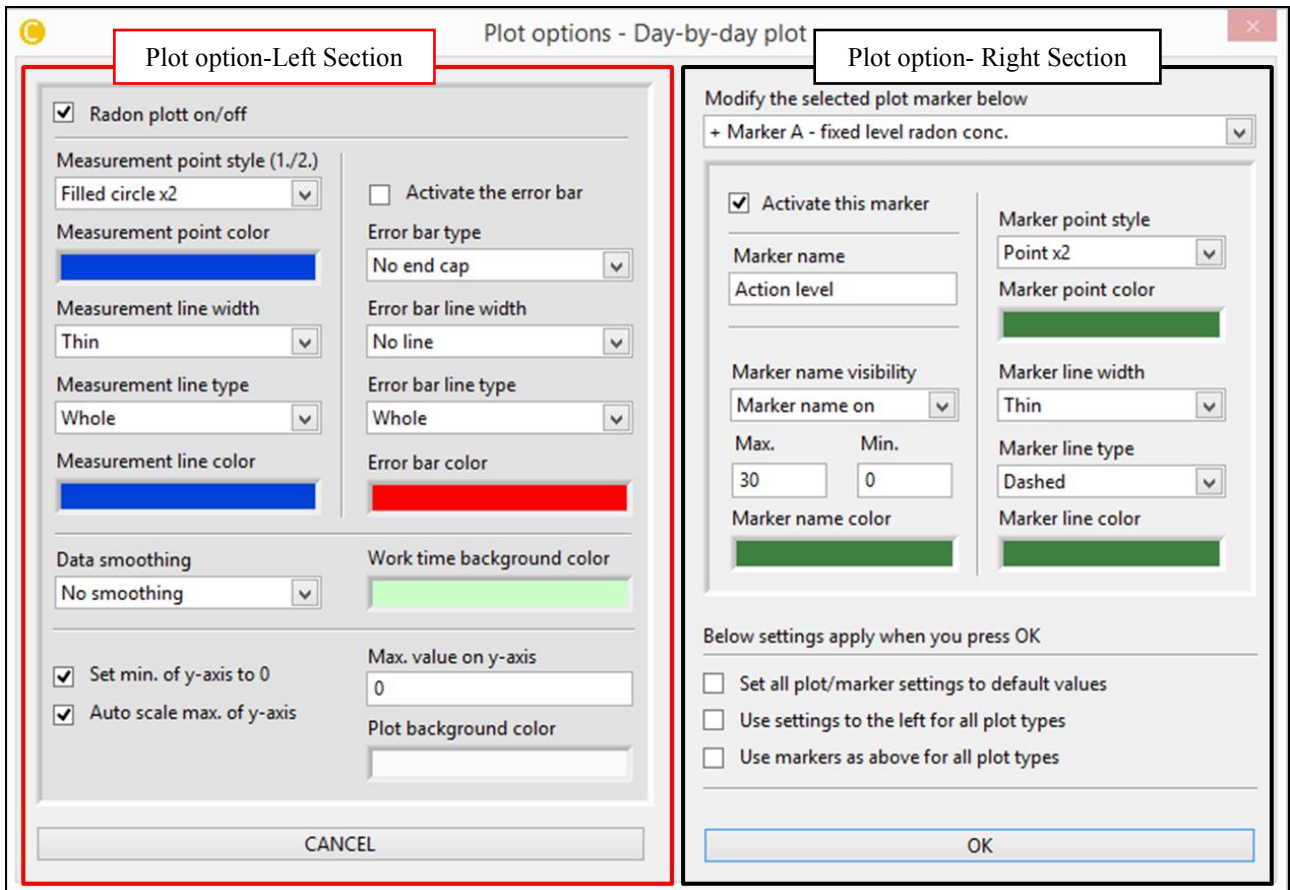 Plot options - Day-by-day plot
Plot option-Left Section
Radon plott on/off
Measurement point style (1./2.)
Filled circle x2
Measurement point color
Measurement line width
Thin
Measurement line type
Whole
Measurement line color
Activate the error bar
Error bar type
No end cap
Error bar line width
No line
Error bar line type
Whole
Error bar color
Data smoothing
No smoothing
Work time background color
Set min. of y-axis to 0
Auto scale max. of y-axis
Max. value on y-axis
0
Plot background color
CANCEL
Plot option- Right Section
Modify the selected plot marker below
+ Marker A - fixed level radon conc.
Activate this marker
Marker name
Action level
Marker name visibility
Marker name on
Max. Min.
30 0
Marker name color
Marker point style
Point x2
Marker point color
Marker line width
Thin
Marker line type
Dashed
Marker line color
Below settings apply when you press OK
Set all plot/marker settings to default values
Use settings to the left for all plot types
Use markers as above for all plot types
OK